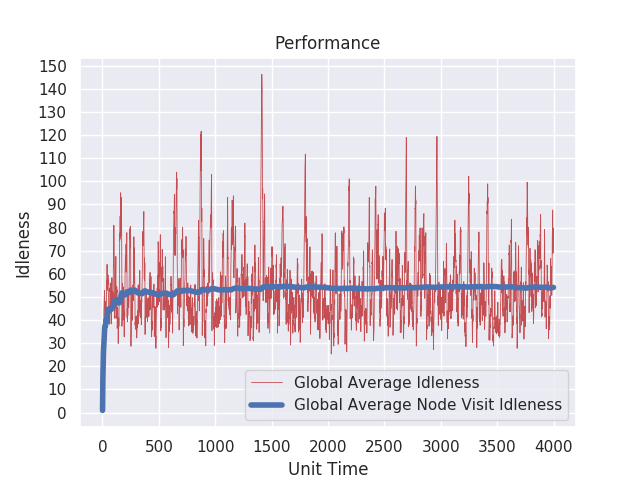 Performance
150
140
130
120
110
100
90
80
70
60
50
40
30
20
10
0
Idleness
Global Average Idleness
Global Average Node Visit Idleness
0 500 1000 1500 2000 2500 3000 3500 4000
Unit Time